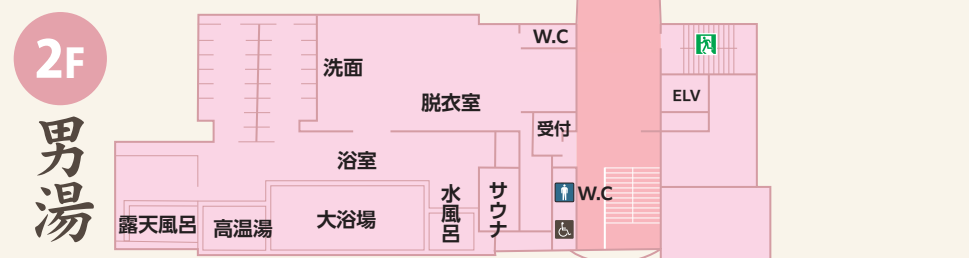 2F
男湯
W.C
洗面
脱衣室
ELV
受付
浴室
W.C
露天風呂
高温湯
大浴場
水風呂
サウナ